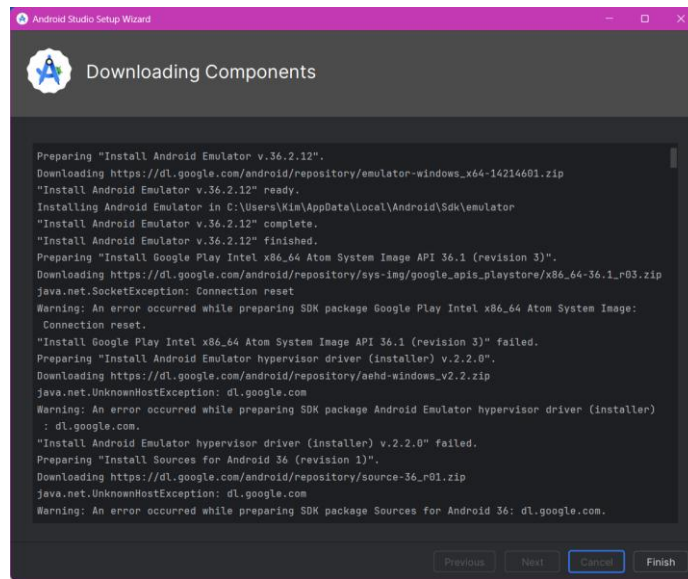 Android Studio Setup Wizard
Downloading Components
Preparing "Install Android Emulator v.36.2.12".
Downloading https://dl.google.com/android/repository/emulator-windows_x64-14214601.zip
"Install Android Emulator v.36.2.12" ready.
Installing Android Emulator in C:\Users\Kim\AppData\Local\Android\Sdk\emulator
"Install Android Emulator v.36.2.12" complete.
"Install Android Emulator v.36.2.12" finished.
Preparing "Install Google Play Intel x86_64 Atom System Image API 36.1 (revision 3)".
Downloading https://dl.google.com/android/repository/sys-img/google_apis_playstore/x86_64-36.1_r03.zip
java.net.SocketException: Connection reset
Warning: An error occurred while preparing SDK package Google Play Intel x86_64 Atom System Image:
Connection reset.
"Install Google Play Intel x86_64 Atom System Image API 36.1 (revision 3)" failed.
Preparing "Install Android Emulator hypervisor driver (installer) v.2.2.0".
Downloading https://dl.google.com/android/repository/aehd-windows_v2.2.zip
java.net.UnknownHostException: dl.google.com
Warning: An error occurred while preparing SDK package Android Emulator hypervisor driver (installer)
: dl.google.com.
"Install Android Emulator hypervisor driver (installer) v.2.2.0" failed.
Preparing "Install Sources for Android 36 (revision 1)".
Downloading https://dl.google.com/android/repository/source-36_r01.zip
java.net.UnknownHostException: dl.google.com
Warning: An error occurred while preparing SDK package Sources for Android 36: dl.google.com.
Previous Next Cancel Finish